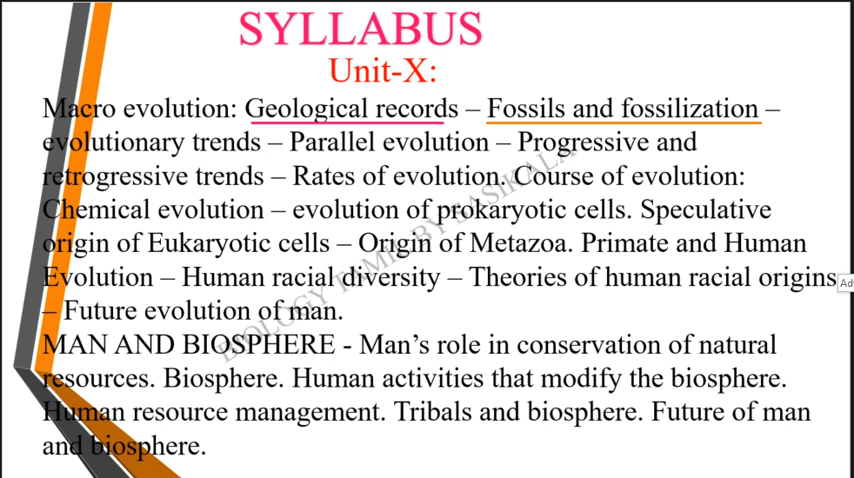 SYLLABUS
Unit-X:
Macro evolution: Geological records – Fossils and fossilization –
evolutionary trends – Parallel evolution – Progressive and
retrogressive trends – Rates of evolution. Course of evolution:
Chemical evolution – evolution of prokaryotic cells. Speculative
origin of Eukaryotic cells – Origin of Metazoa. Primate and Human
Evolution – Human racial diversity – Theories of human racial origins
– Future evolution of man.
MAN AND BIOSPHERE - Man’s role in conservation of natural
resources. Biosphere. Human activities that modify the biosphere.
Human resource management. Tribals and biosphere. Future of man
and biosphere.
BIOLOGY TAMIL BY SASIKALA